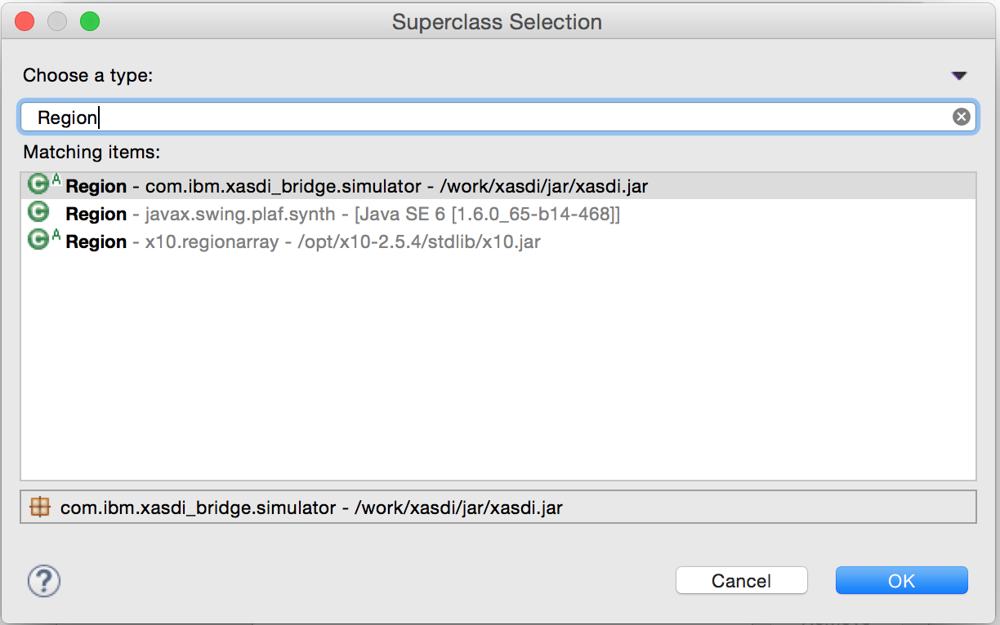 Superclass Selection
Choose a type:
Region
Matching items:
C A Region - com.ibm.xasdi_bridge.simulator - /work/xasdi/jar/xasdi.jar
C Region - javax.swing.plaf.synth - [Java SE 6 [1.6.0_65-b14-468]]
C A Region - x10.regionarray - /opt/x10-2.5.4/stdlib/x10.jar
com.ibm.xasdi_bridge.simulator - /work/xasdi/jar/xasdi.jar
? Cancel OK